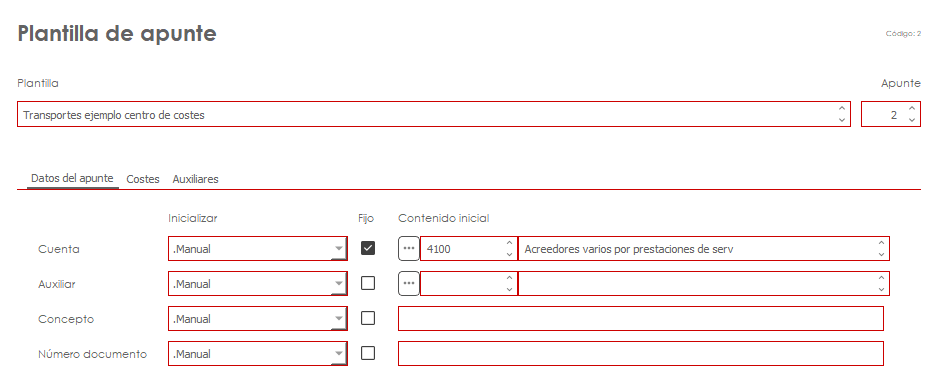 Plantilla de apunte
Código: 2
Plantilla Apunte
Transportes ejemplo centro de costes 2
Datos del apunte Costes Auxiliares
Inicializar Fijo Contenido inicial
Cuenta .Manual ... 4100 Acreedores varios por prestaciones de serv
Auxiliar .Manual ...
Concepto .Manual
Número documento .Manual